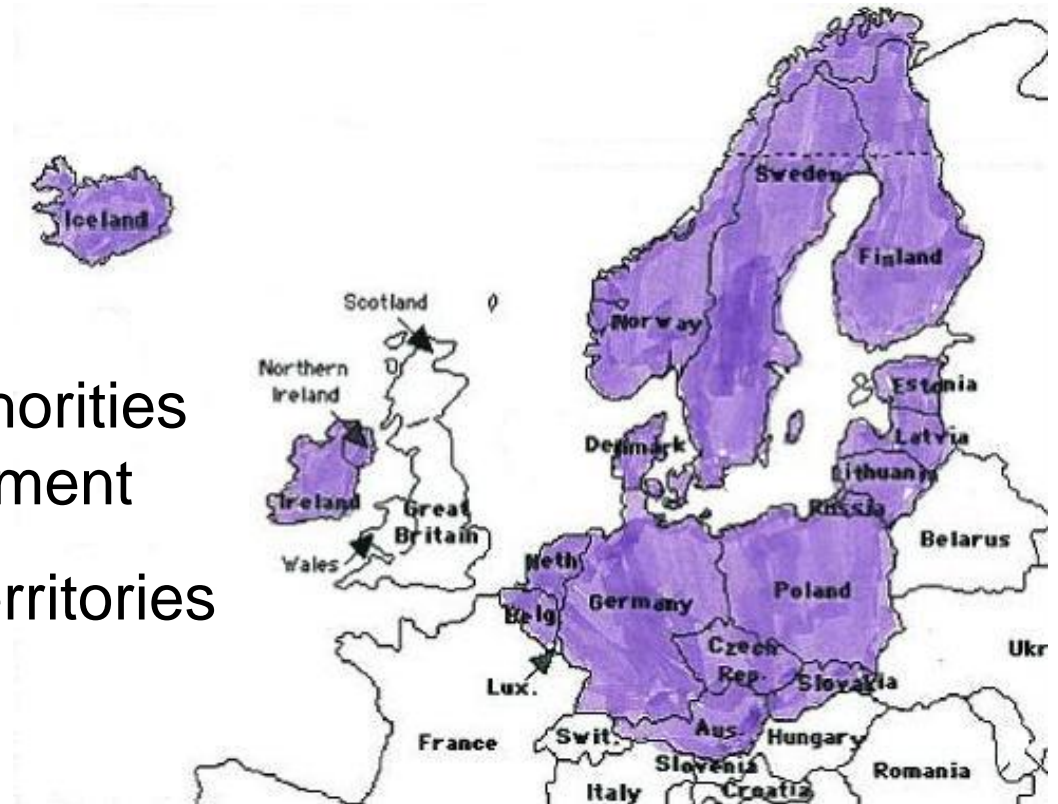 Iceland
Sweden
Finland
Norway
Scotland
Northern
Ireland
norities
ment
rritories
Estonia
Latvia
Lithuania
Russia
Denmark
Ireland
Great
Britain
Wales
Belarus
Neth
Germany
Poland
Belg
Czech
Rep.
Slovakia
Ukr
Lux.
France
Swit.
Aus.
Hungary
Slovenia
Romania
Italy
Croatia